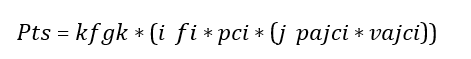 Pts = kfgk * (i fi * pci * (j pajci * vajci))